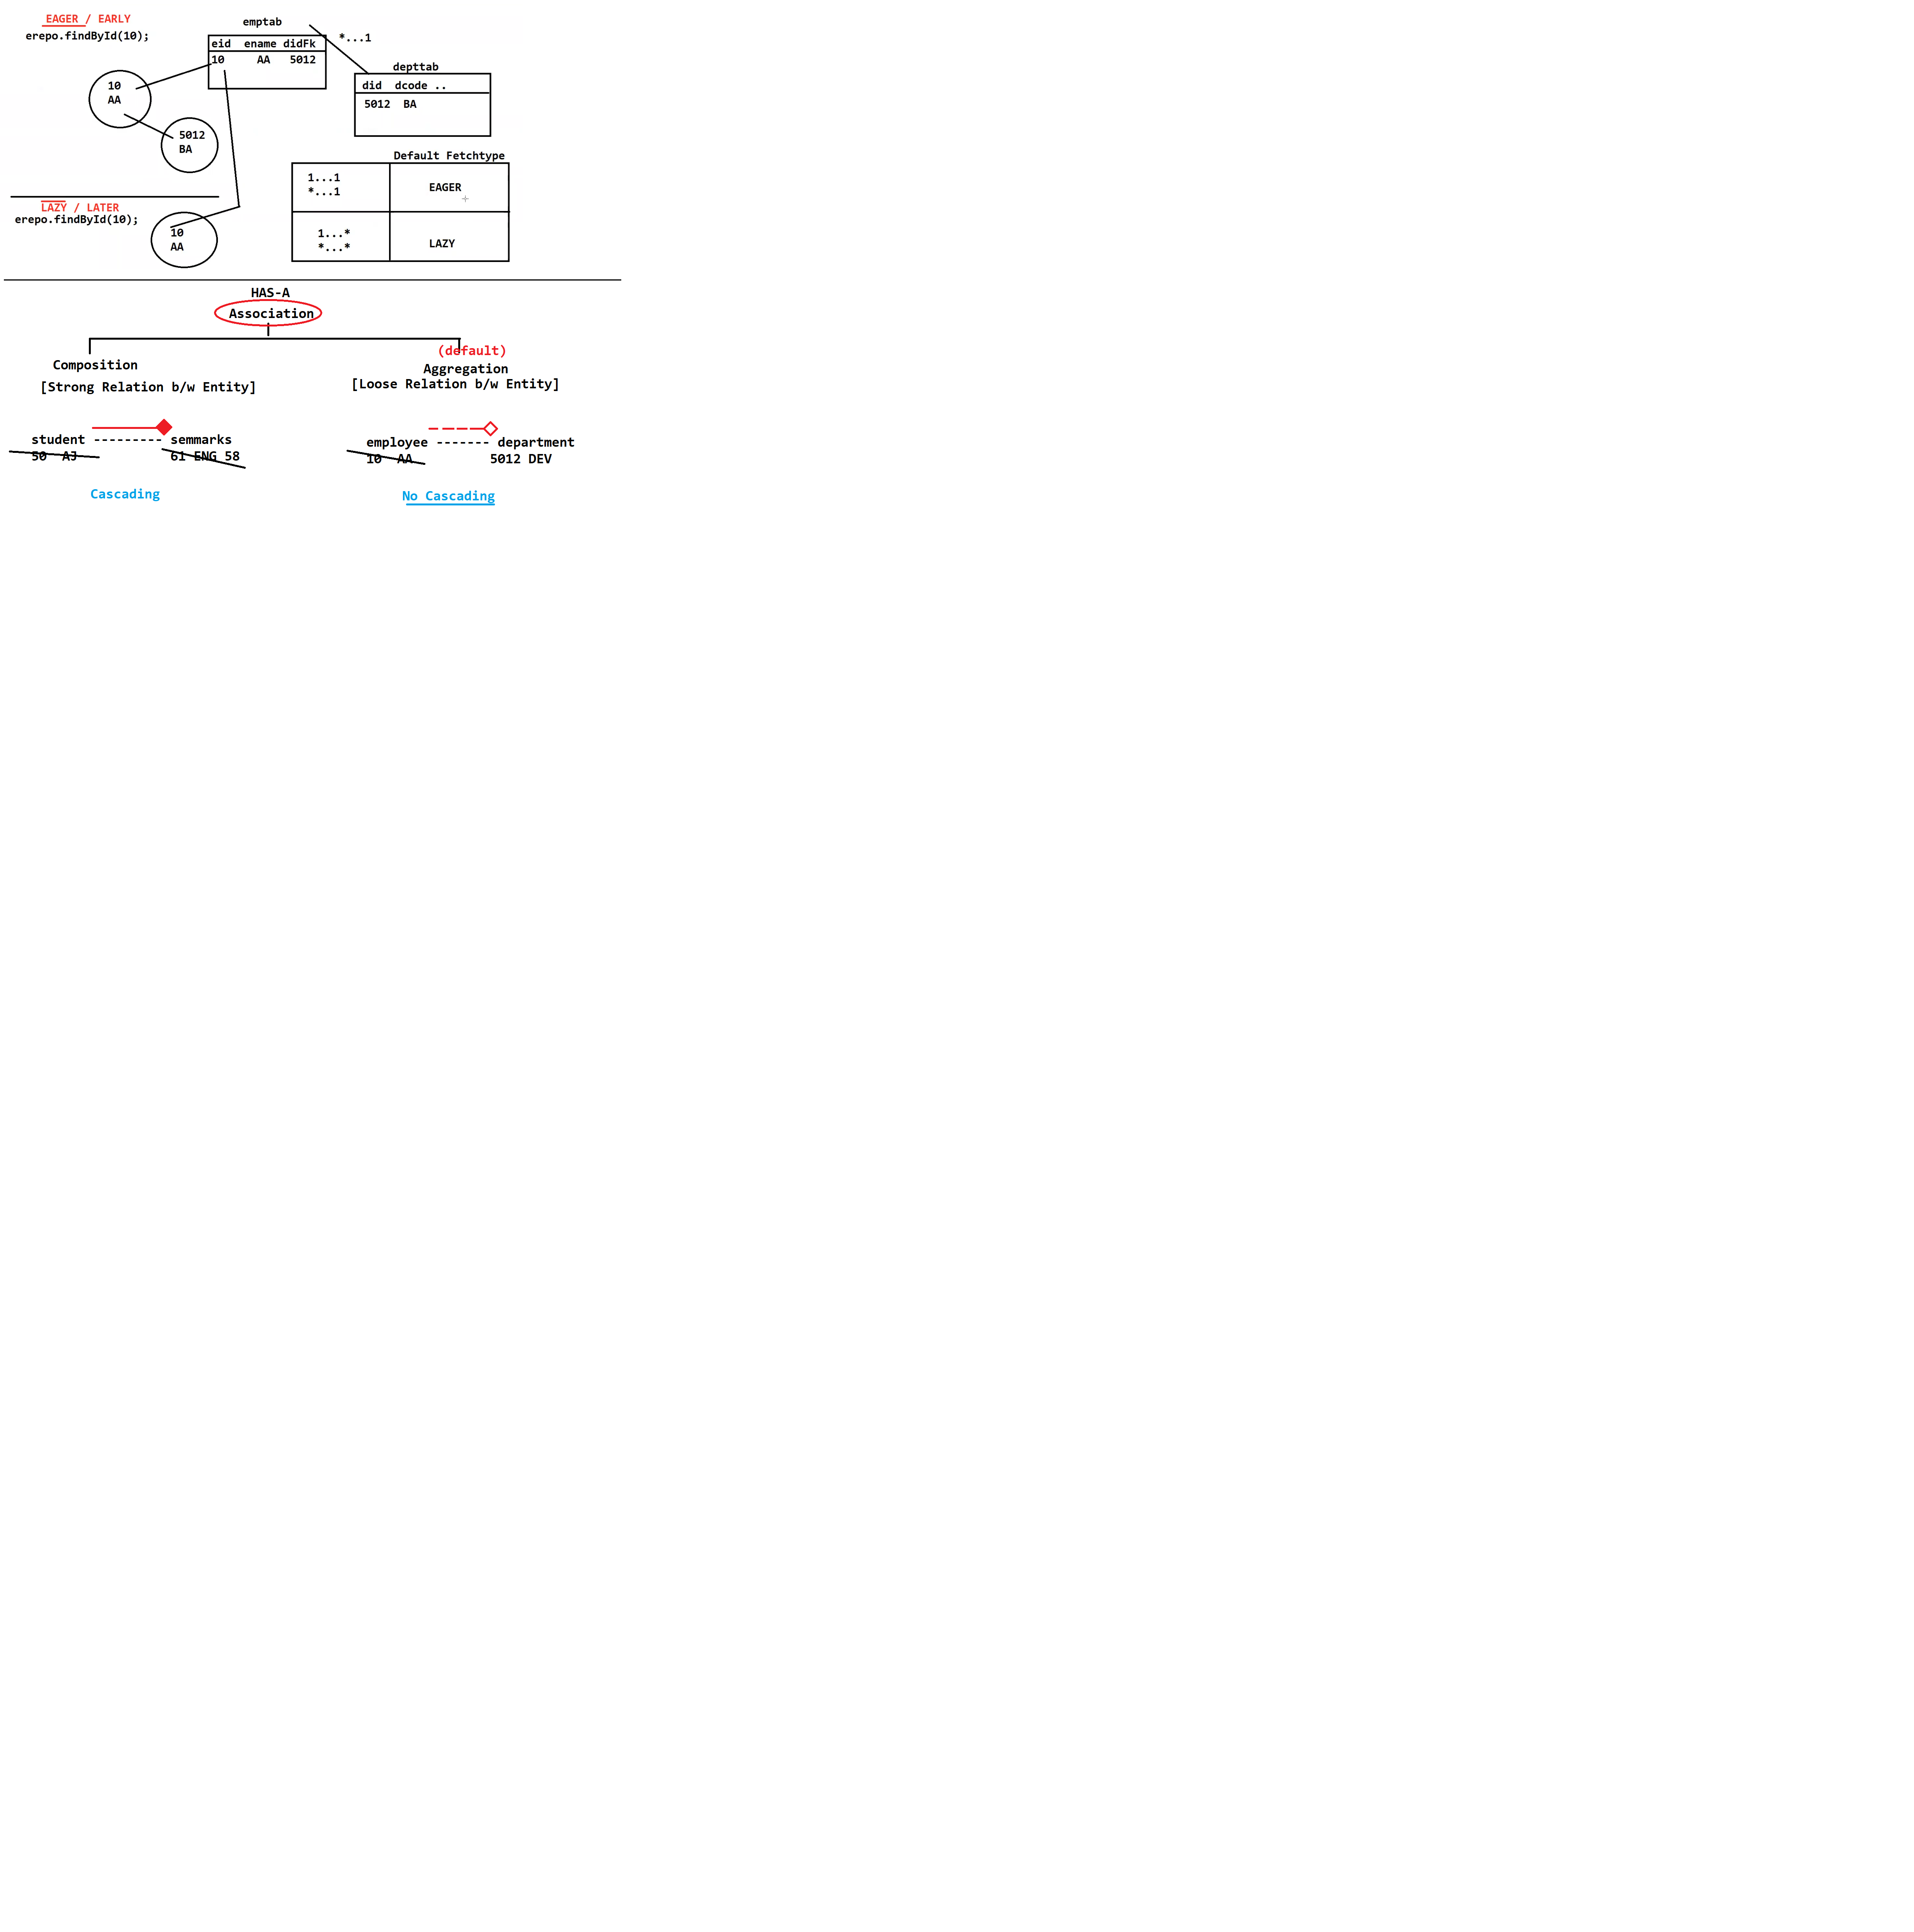 EAGER / EARLY
erepo.findById(10);
emptab
eid ename didFk
10 AA 5012
*...1
depttab
did dcode ..
5012 BA
10
AA
5012
BA
Default Fetchtype
1...1
*...1
EAGER
1...*
*...*
LAZY
LAZY / LATER
erepo.findById(10);
10
AA
HAS-A
Association
Composition
[Strong Relation b/w Entity]
(default)
Aggregation
[Loose Relation b/w Entity]
student --------- semmarks
50 AJ 61 ENG 58
Cascading
employee ------- department
10 AA 5012 DEV
No Cascading